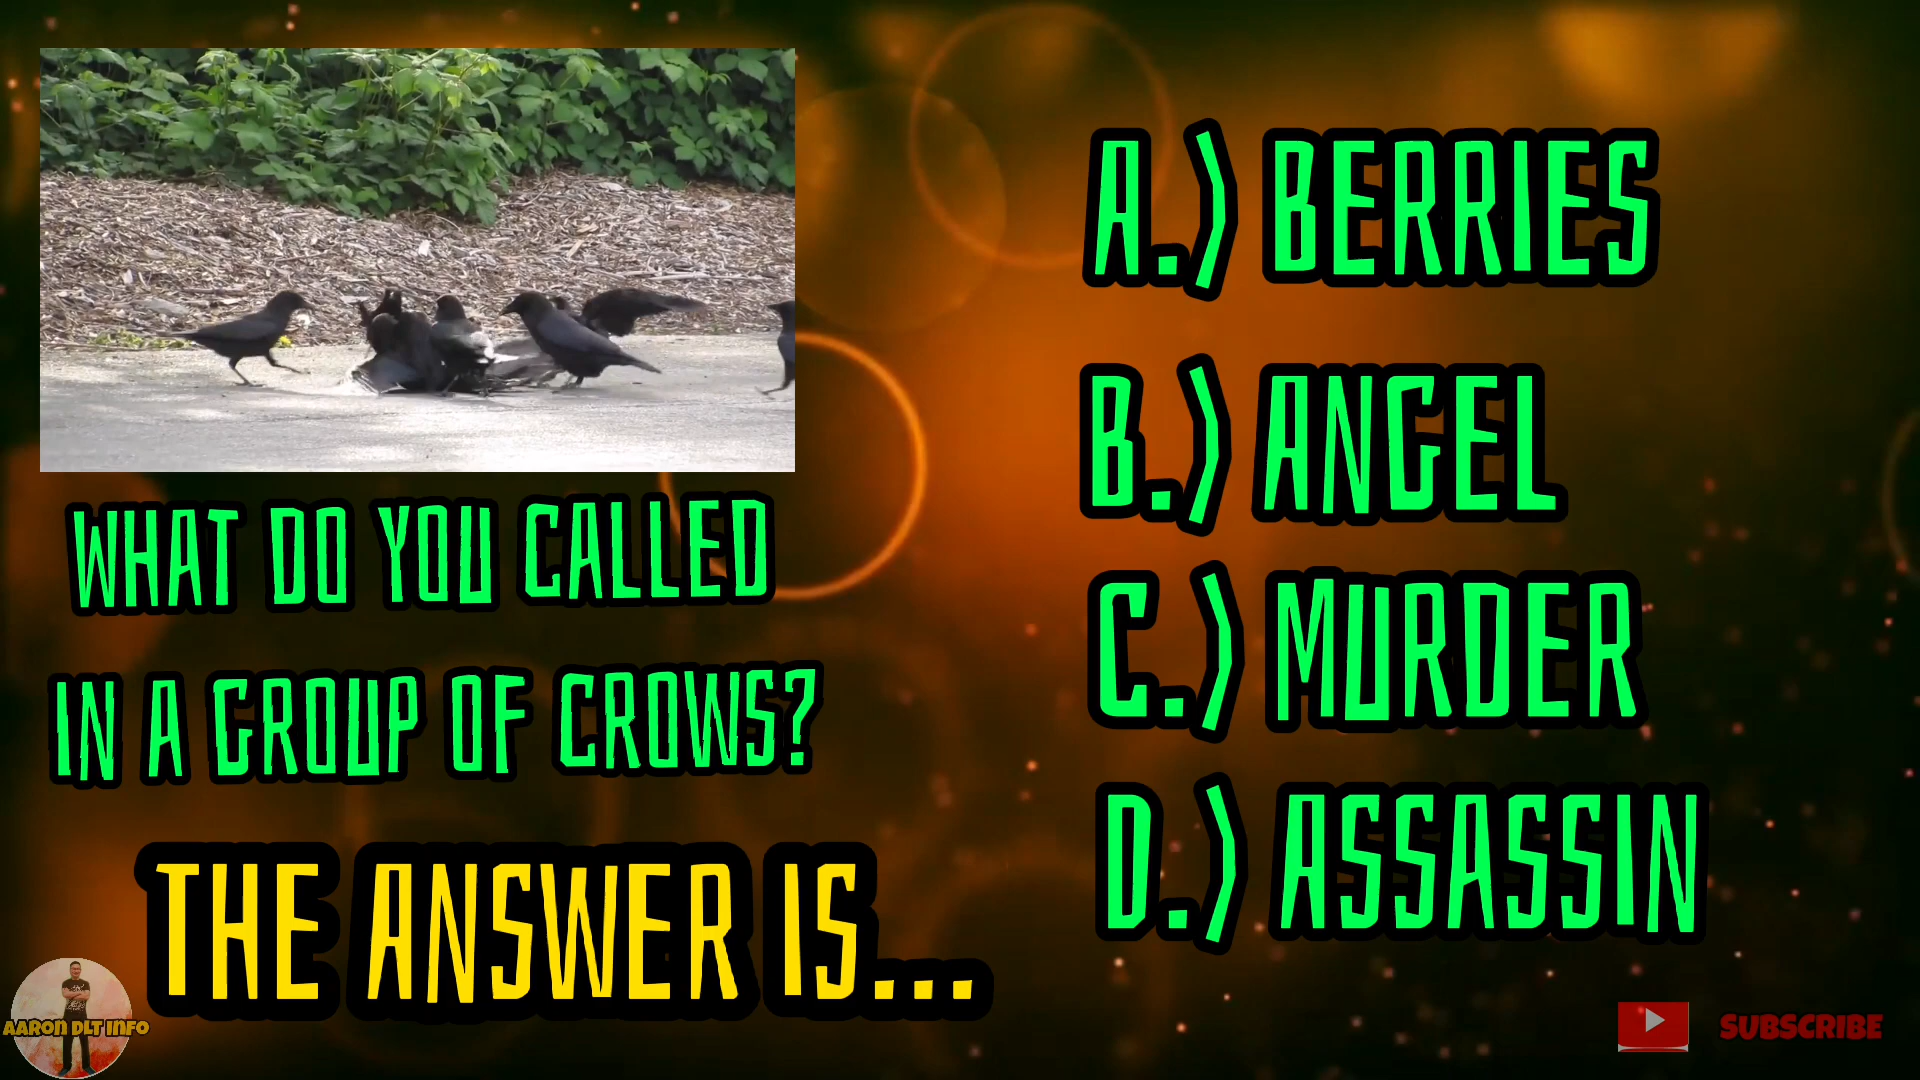 WHAT DO YOU CALLED
IN A GROUP OF CROWS?
THE ANSWER IS...
A.) BERRIES
B.) ANGEL
C.) MURDER
D.) ASSASSIN
AARON DLT INFO
SUBSCRIBE